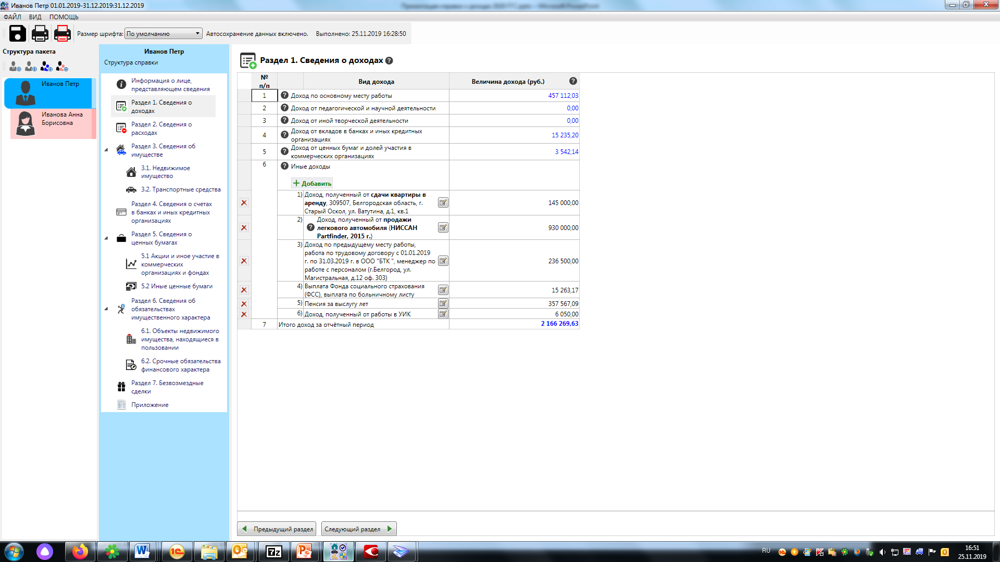 Иванов Петр 01.01.2019-31.12.2019:31.12.2019
ФАЙЛ ВИД ПОМОЩЬ
Размер шрифта: По умолчанию Автосохранение данных включено. Выполнено: 25.11.2019 16:28:50
Структура пакета
Иванов Петр
Иванова Анна
Борисовна
Иванов Петр
Структура справки
Информация о лице,
представляющем сведения
Раздел 1. Сведения о
доходах
Раздел 2. Сведения о
расходах
Раздел 3. Сведения об
имуществе
3.1. Недвижимое
имущество
3.2. Транспортные средства
Раздел 4. Сведения о счетах
в банках и иных кредитных
организациях
Раздел 5. Сведения о
ценных бумагах
5.1 Акции и иное участие в
коммерческих
организациях и фондах
5.2 Иные ценные бумаги
Раздел 6. Сведения об
обязательствах
имущественного характера
6.1. Объекты недвижимого
имущества, находящиеся в
пользовании
6.2. Срочные обязательства
финансового характера
Раздел 7. Безвозмездные
сделки
Приложение
Раздел 1. Сведения о доходах ?
№
п/п
Вид дохода Величина дохода (руб.) ?
1 ? Доход по основному месту работы 457 112,03
2 ? Доход от педагогической и научной деятельности 0,00
3 ? Доход от иной творческой деятельности 0,00
4 ? Доход от вкладов в банках и иных кредитных
организациях 15 235,20
5 ? Доход от ценных бумаг и долей участия в
коммерческих организациях 3 542,14
6 ? Иные доходы
+ Добавить
1) Доход, полученный от сдачи квартиры в
аренду, 309507, Белгородская область, г.
Старый Оскол, ул. Ватутина, д.1, кв.1
145 000,00
2) ? Доход, полученный от продажи
легкового автомобиля (НИССАН
Partfinder, 2015 г.)
930 000,00
3) Доход по предыдущему месту работы,
работа по трудовому договору с 01.01.2019
г. по 31.03.2019 г. в ООО "БТК ", менеджер по
работе с персоналом (г.Белгород, ул.
Магистральная, д.12 оф. 303)
236 500,00
4) Выплата Фонда социального страхования
(ФСС), выплата по больничному листу
15 263,17
5) Пенсия за выслугу лет 357 567,09
6) Доход, полученный от работы в УИК 6 050,00
7 Итого доход за отчётный период 2 166 269,63
Предыдущий раздел Следующий раздел
RU
16:51
25.11.2019